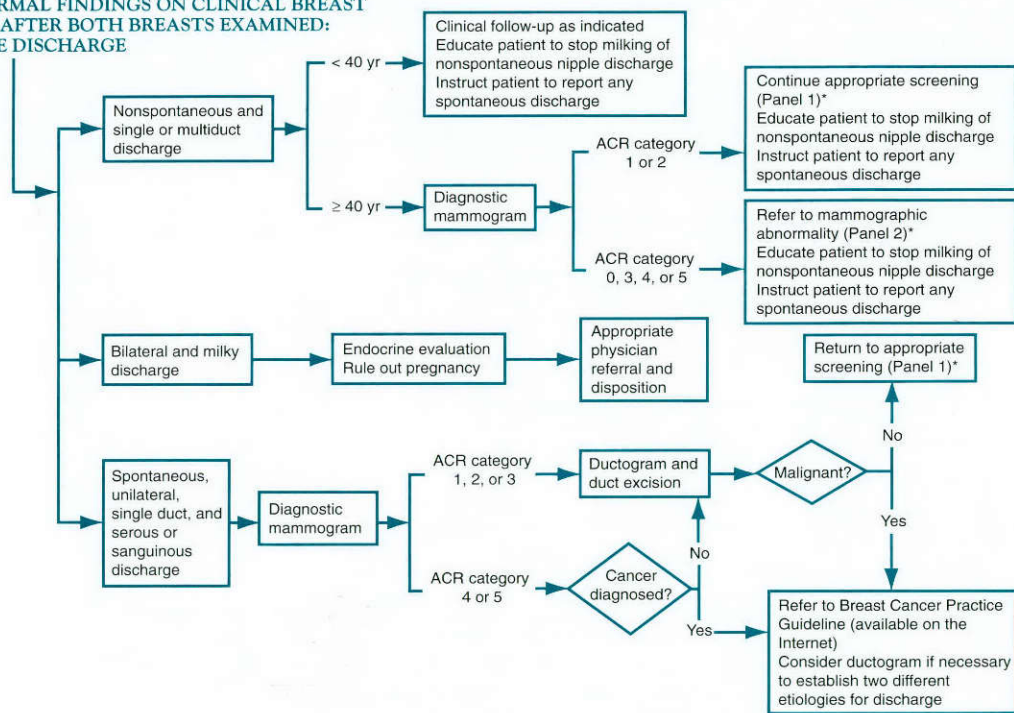 RMAL FINDINGS ON CLINICAL BREAST
AFTER BOTH BREASTS EXAMINED:
E DISCHARGE
Nonspontaneous and
single or multiduct
discharge
< 40 yr
Clinical follow-up as indicated
Educate patient to stop milking of
nonspontaneous nipple discharge
Instruct patient to report any
spontaneous discharge
≥ 40 yr
Diagnostic
mammogram
ACR category
1 or 2
Continue appropriate screening
(Panel 1)*
Educate patient to stop milking of
nonspontaneous nipple discharge
Instruct patient to report any
spontaneous discharge
ACR category
0, 3, 4, or 5
Refer to mammographic
abnormality (Panel 2)*
Educate patient to stop milking of
nonspontaneous nipple discharge
Instruct patient to report any
spontaneous discharge
Bilateral and milky
discharge
Endocrine evaluation
Rule out pregnancy
Appropriate
physician
referral and
disposition
Spontaneous,
unilateral,
single duct, and
serous or
sanguinous
discharge
Diagnostic
mammogram
ACR category
1, 2, or 3
Ductogram and
duct excision
Malignant?
No
Return to appropriate
screening (Panel 1)*
Yes
ACR category
4 or 5
Cancer
diagnosed?
No
Yes
Refer to Breast Cancer Practice
Guideline (available on the
Internet)
Consider ductogram if necessary
to establish two different
etiologies for discharge